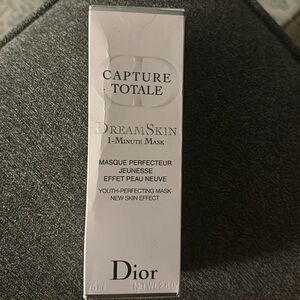 CAPTURE
TOTALE
DREAMSKIN
1-MINUTE MASK
MASQUE PERFECTEUR
JEUNESSE
EFFET PEAU NEUVE
YOUTH-PERFECTING MASK
NEW SKIN EFFECT
Dior